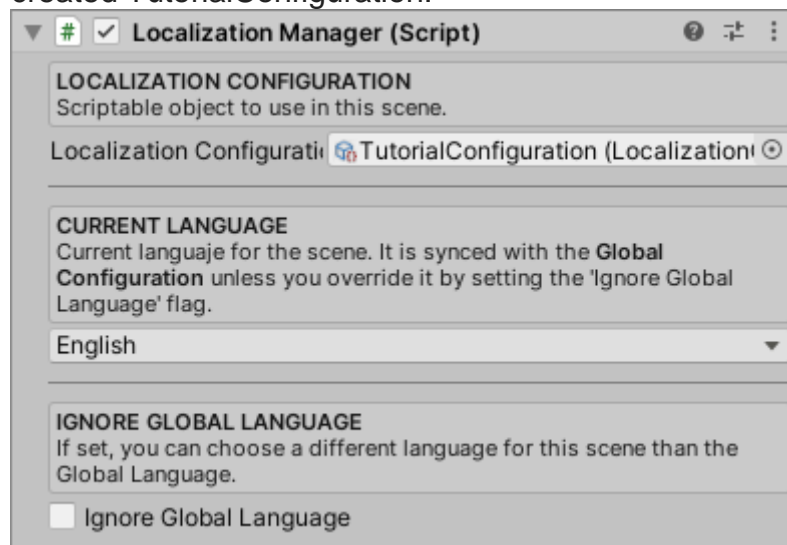 created TutorialConfiguration.
# Localization Manager (Script)
LOCALIZATION CONFIGURATION
Scriptable object to use in this scene.
Localization Configurati TutorialConfiguration (Localization
CURRENT LANGUAGE
Current languaje for the scene. It is synced with the Global
Configuration unless you override it by setting the 'Ignore Global
Language' flag.
English
IGNORE GLOBAL LANGUAGE
If set, you can choose a different language for this scene than the
Global Language.
Ignore Global Language